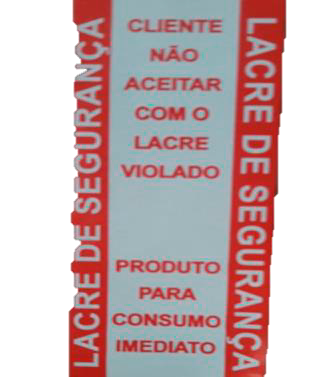 LACRE DE SEGURANÇA
CLIENTE
NÃO
ACEITAR
COM O
LACRE
VIOLADO
PRODUTO
PARA
CONSUMO
IMEDIATO
LACRE DE SEGURANÇA